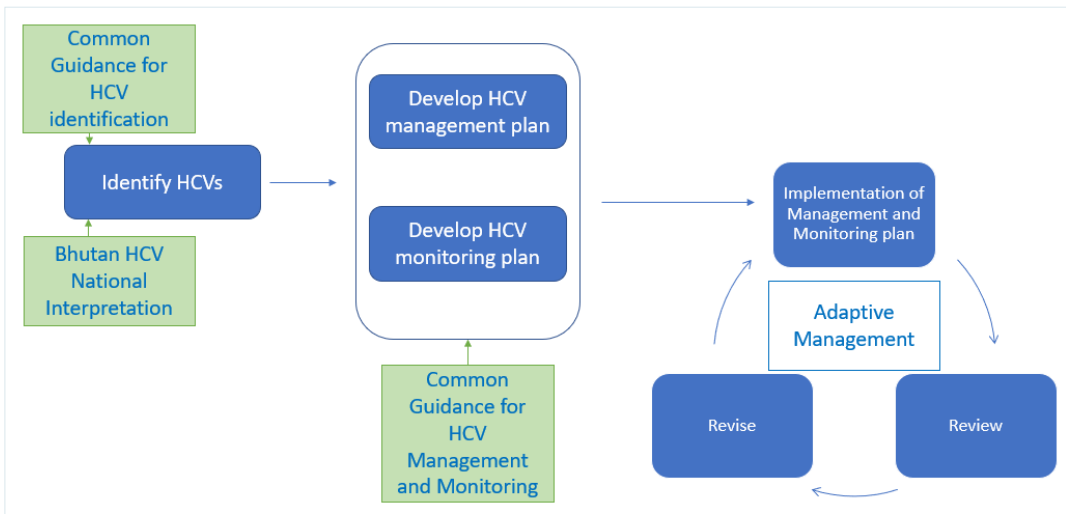 Common
Guidance for
HCV
identification
Identify HCVs
Bhutan HCV
National
Interpretation
Develop HCV
management plan
Develop HCV
monitoring plan
Common
Guidance for
HCV
Management
and Monitoring
Implementation of
Management and
Monitoring plan
Adaptive
Management
Revise
Review